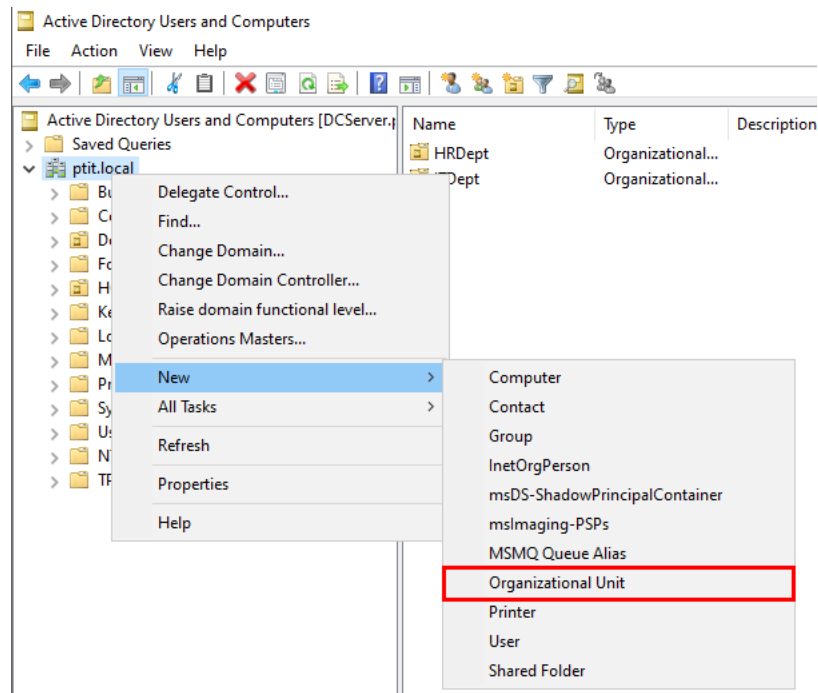 Active Directory Users and Computers
File Action View Help
Active Directory Users and Computers [DCServer.p
Name Type Description
Saved Queries
HRDept Organizational...
ptit.local
Dept Organizational...
Delegate Control...
Find...
Change Domain...
Change Domain Controller...
Raise domain functional level...
Operations Masters...
New
All Tasks
Refresh
Properties
Help
Computer
Contact
Group
InetOrgPerson
msDS-ShadowPrincipalContainer
msImaging-PSPs
MSMQ Queue Alias
Organizational Unit
Printer
User
Shared Folder